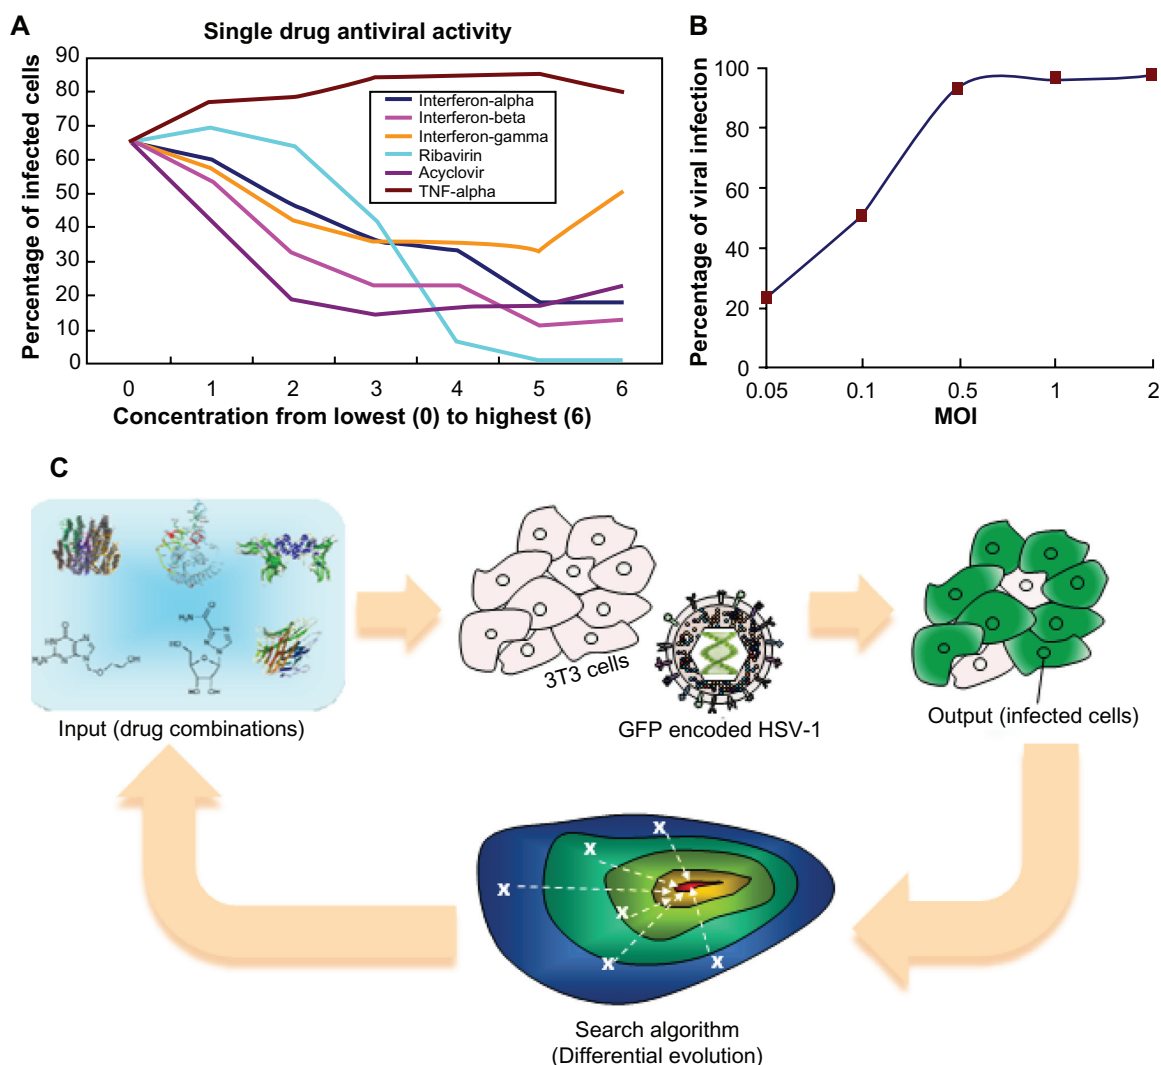 A
Single drug antiviral activity
Percentage of infected cells
90
80
70
60
50
40
30
20
10
0
Interferon-alpha
Interferon-beta
Interferon-gamma
Ribavirin
Acyclovir
TNF-alpha
0 1 2 3 4 5 6
Concentration from lowest (0) to highest (6)
B
Percentage of viral infection
100
80
60
40
20
0
0.05 0.1 0.5 1 2
MOI
C
Input (drug combinations)
3T3 cells
GFP encoded HSV-1
Output (infected cells)
x
x
x
x
x
x
Search algorithm
(Differential evolution)